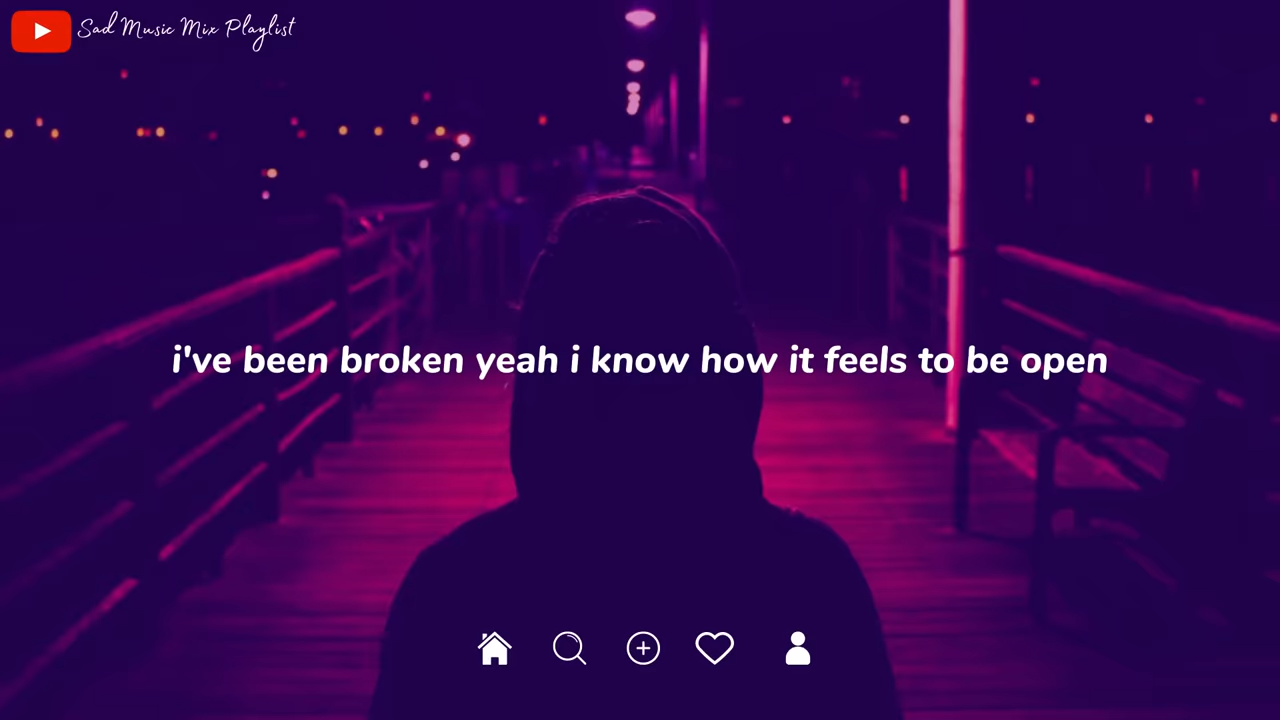 Sad Music Mix Playlist
i've been broken yeah i know how it feels to be open